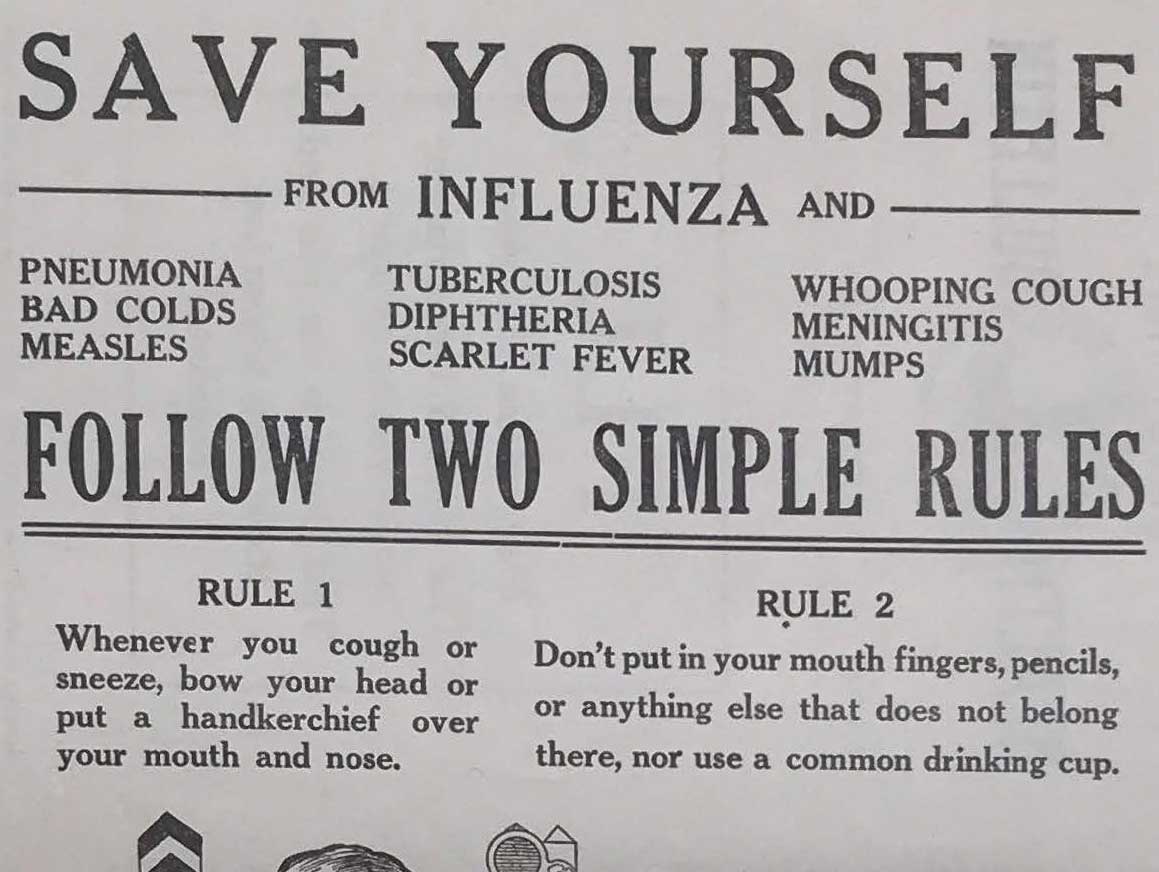 SAVE YOURSELF
FROM INFLUENZA AND
PNEUMONIA
BAD COLDS
MEASLES
TUBERCULOSIS
DIPHTHERIA
SCARLET FEVER
WHOOPING COUGH
MENINGITIS
MUMPS
FOLLOW TWO SIMPLE RULES
RULE 1
Whenever you cough or
sneeze, bow your head or
put a handkerchief over
your mouth and nose.
RULE 2
Don't put in your mouth fingers, pencils,
or anything else that does not belong
there, nor use a common drinking cup.